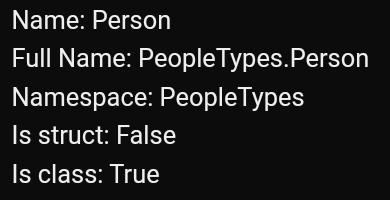 Name: Person
Full Name: PeopleTypes.Person
Namespace: PeopleTypes
Is struct: False
Is class: True